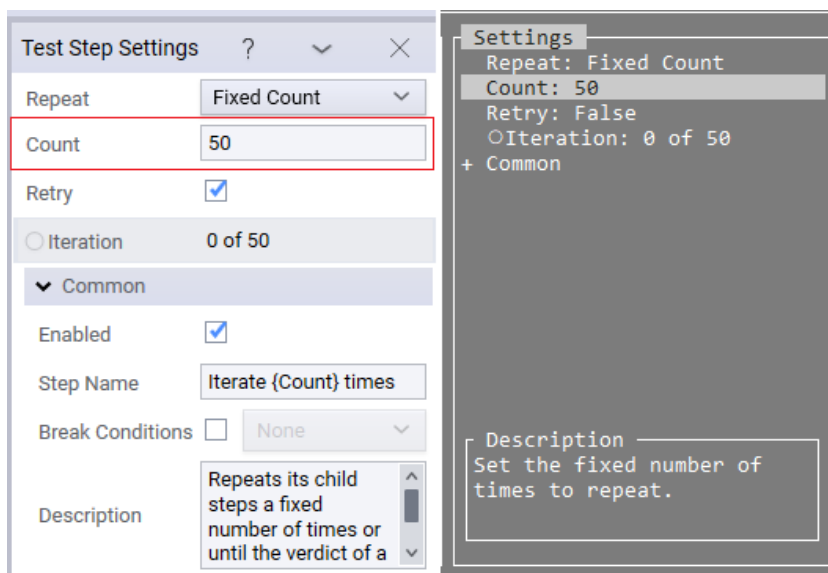 Test Step Settings ?
Repeat Fixed Count
Count 50
Retry
Iteration 0 of 50
Common
Enabled
Step Name Iterate {Count} times
Break Conditions None
Description
Repeats its child
steps a fixed
number of times or
until the verdict of a
Settings
Repeat: Fixed Count
Count: 50
Retry: False
Iteration: 0 of 50
+ Common
Description
Set the fixed number of
times to repeat.